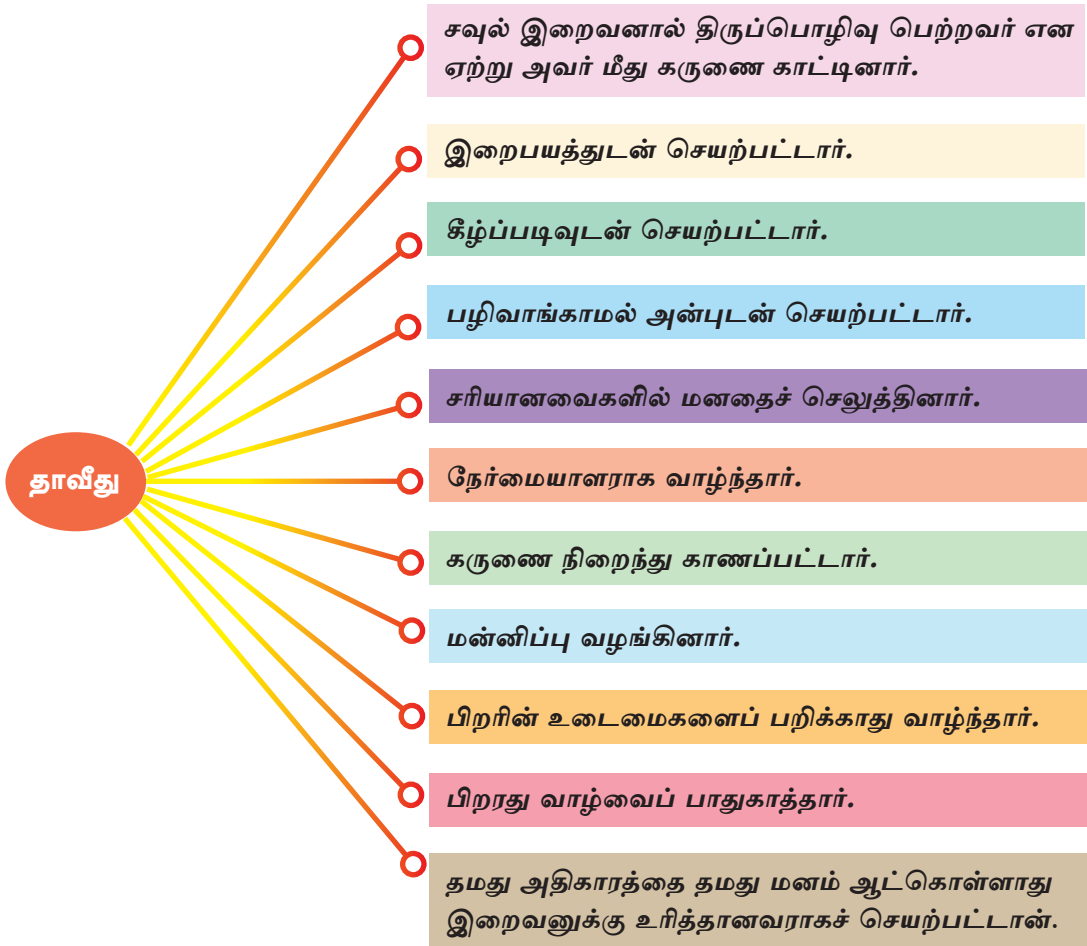 சவுல் இறைவனால் திருப்பொழிவு பெற்றவர் என
ஏற்று அவர் மீது கருணை காட்டினார்.
இறைபயத்துடன் செயற்பட்டார்.
கீழ்ப்படிவுடன் செயற்பட்டார்.
பழிவாங்காமல் அன்புடன் செயற்பட்டார்.
சரியானவைகளில் மனதைச் செலுத்தினார்.
தாவீது
நேர்மையாளராக வாழ்ந்தார்.
கருணை நிறைந்து காணப்பட்டார்.
மன்னிப்பு வழங்கினார்.
பிறரின் உடைமைகளைப் பறிக்காது வாழ்ந்தார்.
பிறரது வாழ்வைப் பாதுகாத்தார்.
தமது அதிகாரத்தை தமது மனம் ஆட்கொள்ளாது
இறைவனுக்கு உரித்தானவராகச் செயற்பட்டான்.